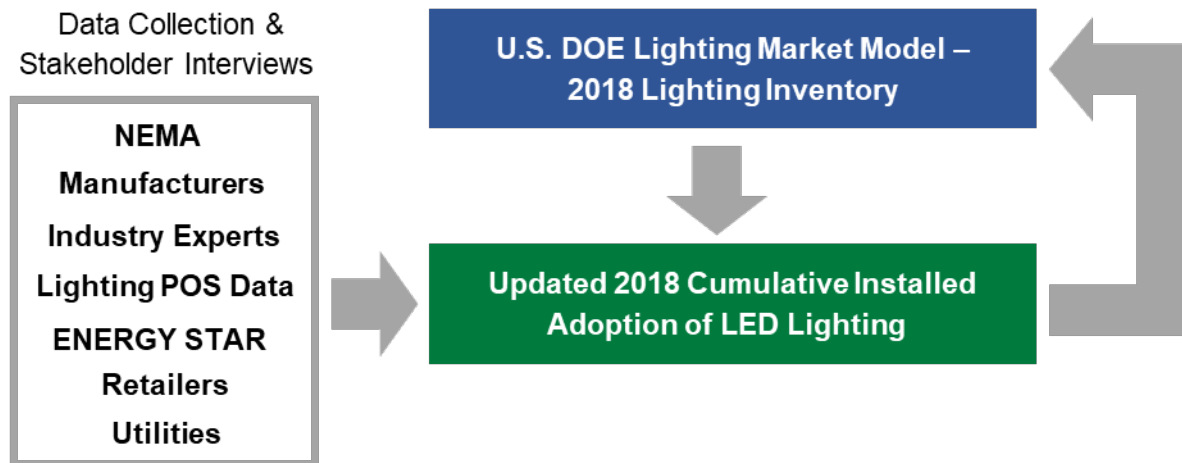 Data Collection &
Stakeholder Interviews
NEMA
Manufacturers
Industry Experts
Lighting POS Data
ENERGY STAR
Retailers
Utilities
U.S. DOE Lighting Market Model –
2018 Lighting Inventory
Updated 2018 Cumulative Installed
Adoption of LED Lighting